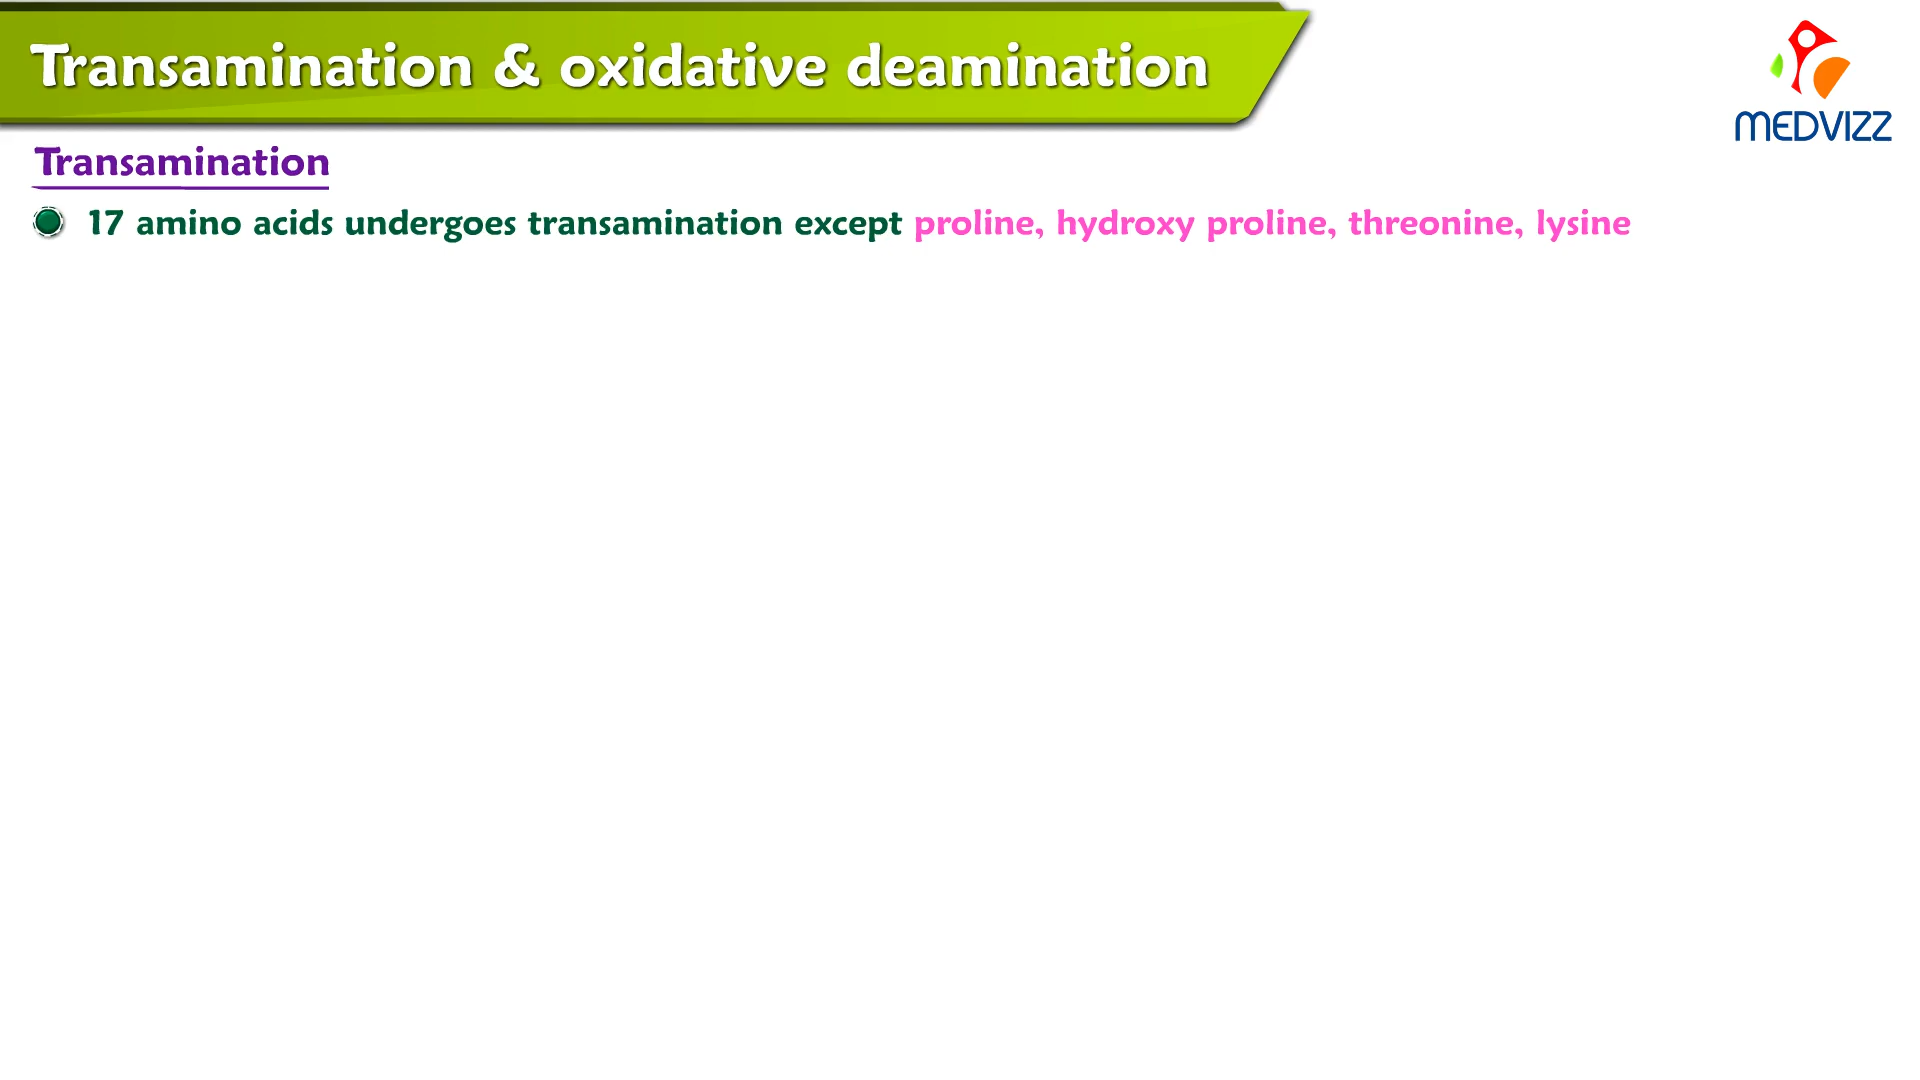 Transamination & oxidative deamination
MEDVIZZ
Transamination
17 amino acids undergoes transamination except proline, hydroxy proline, threonine, lysine